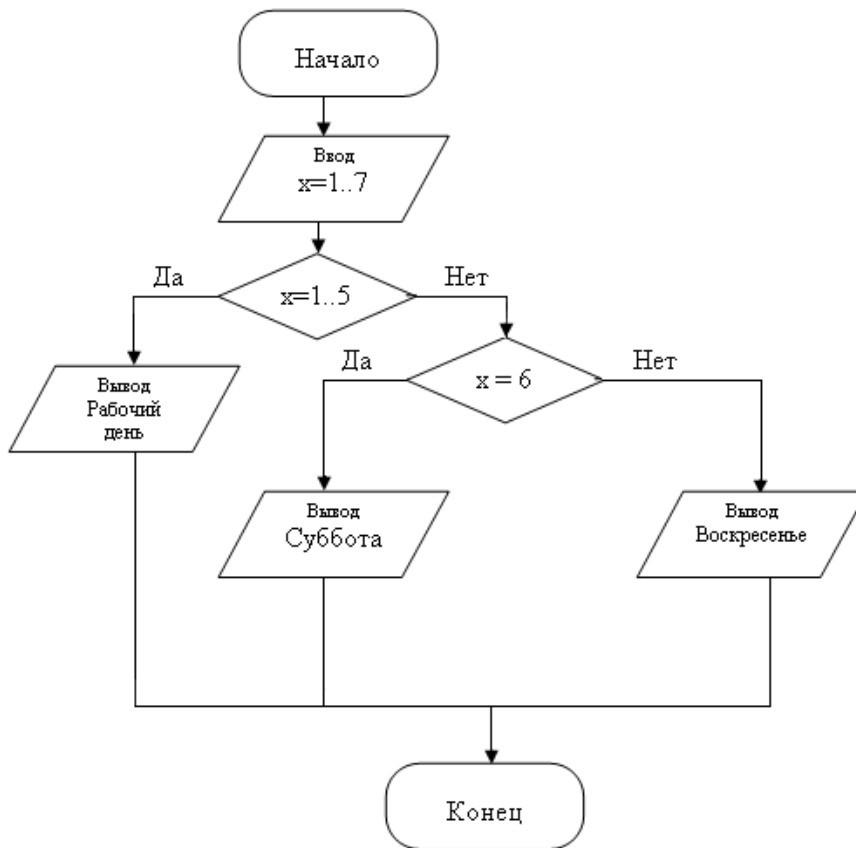 Начало
Ввод
x=1..7
Да
x=1..5
Нет
Да
x = 6
Нет
Вывод
Рабочий
день
Вывод
Суббота
Вывод
Воскресенье
Конец